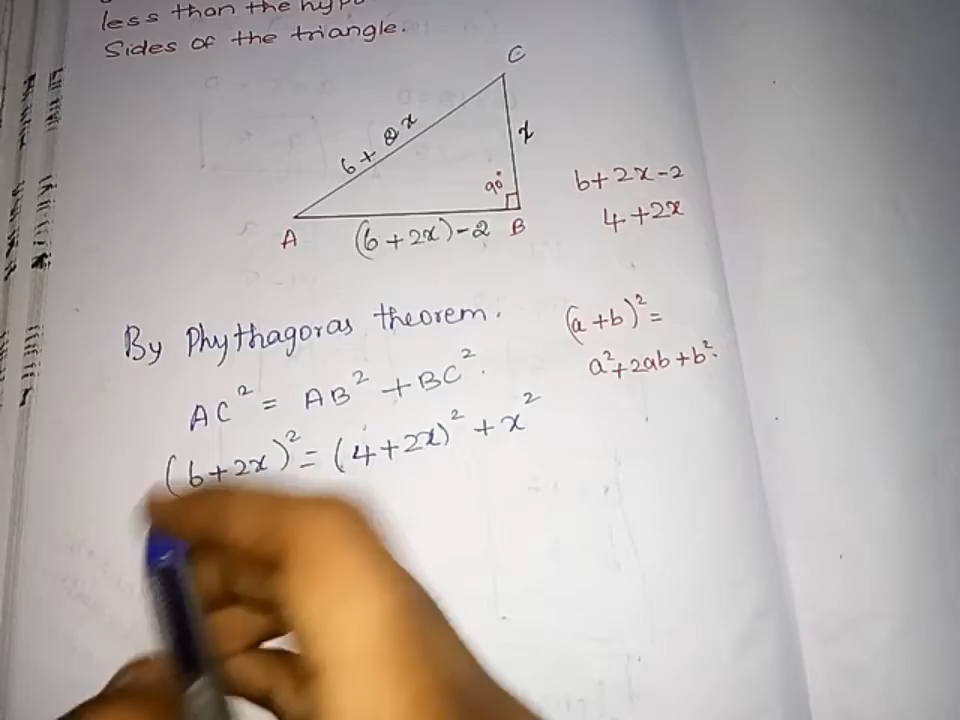 less than the hypo
Sides of the triangle.
C
6 + 2x
x
90°
A
(6 + 2x) - 2
B
6 + 2x - 2
4 + 2x
By Phythagoras theorem.
(a + b)² =
a² + 2ab + b².
AC² = AB² + BC².
(6 + 2x)² = (4 + 2x)² + x²